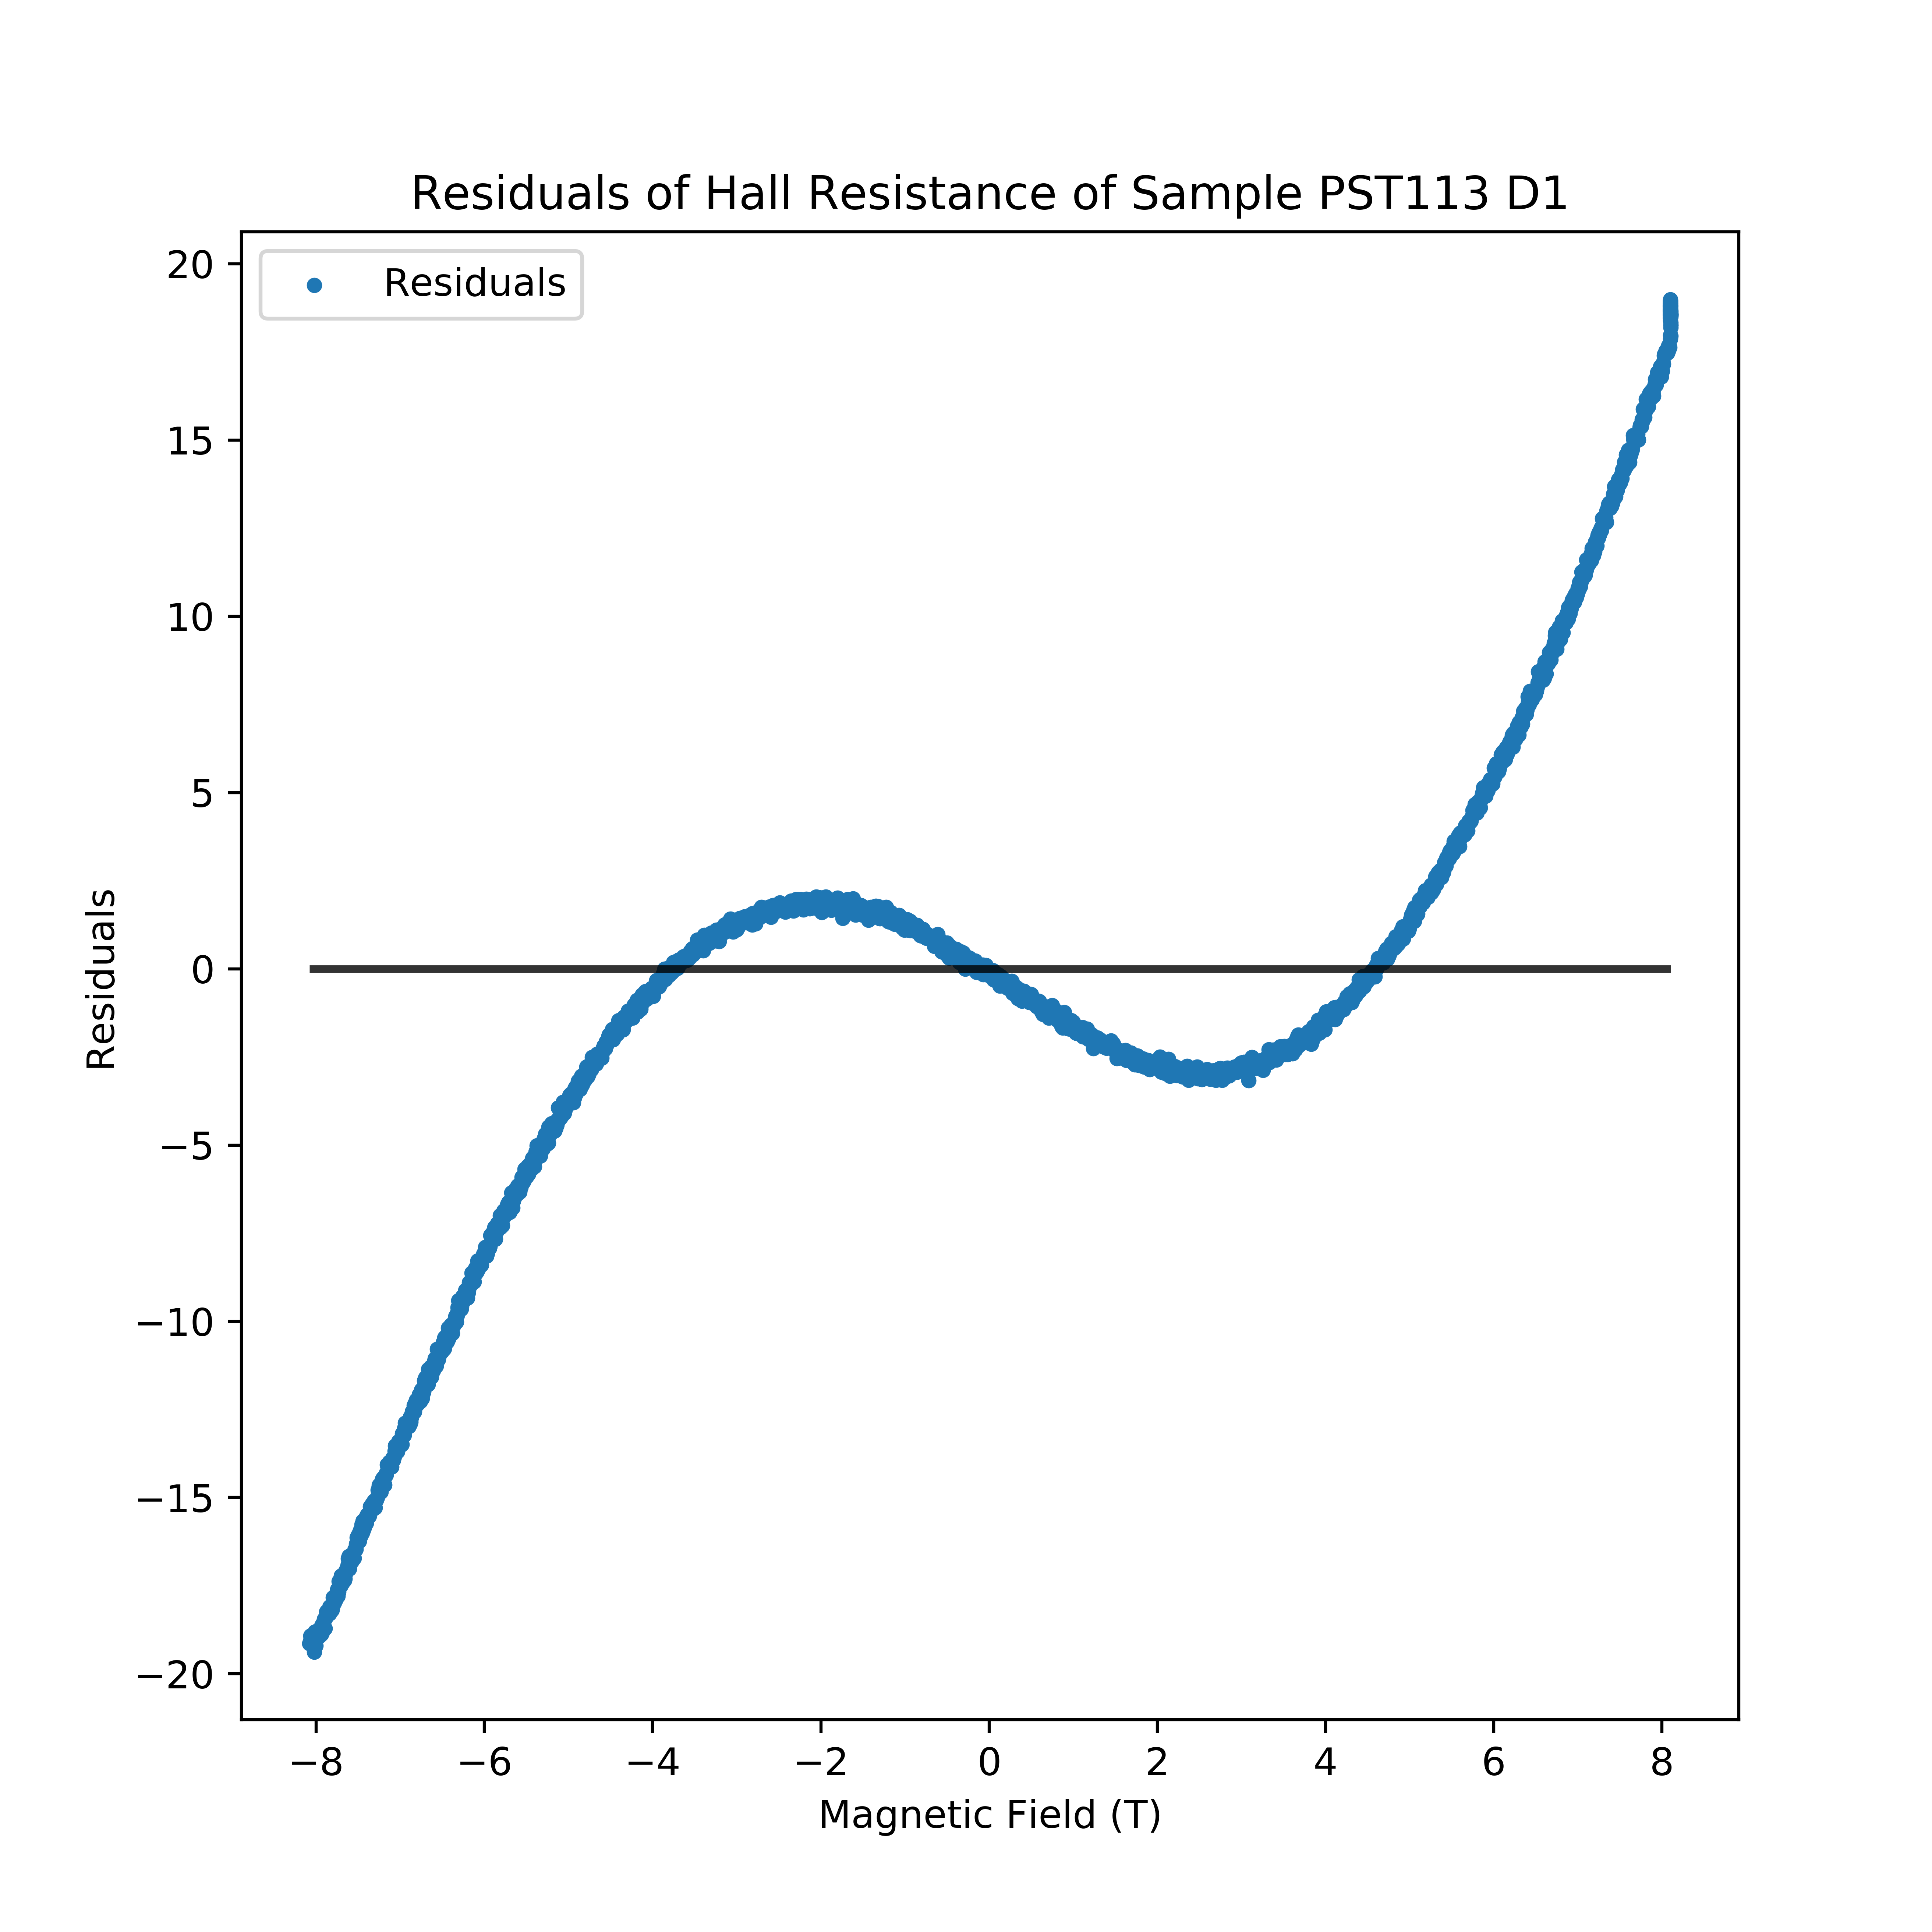 Residuals of Hall Resistance of Sample PST113 D1
Residuals
20
15
10
5
0
−5
−10
−15
−20
Residuals
−8 −6 −4 −2 0 2 4 6 8
Magnetic Field (T)